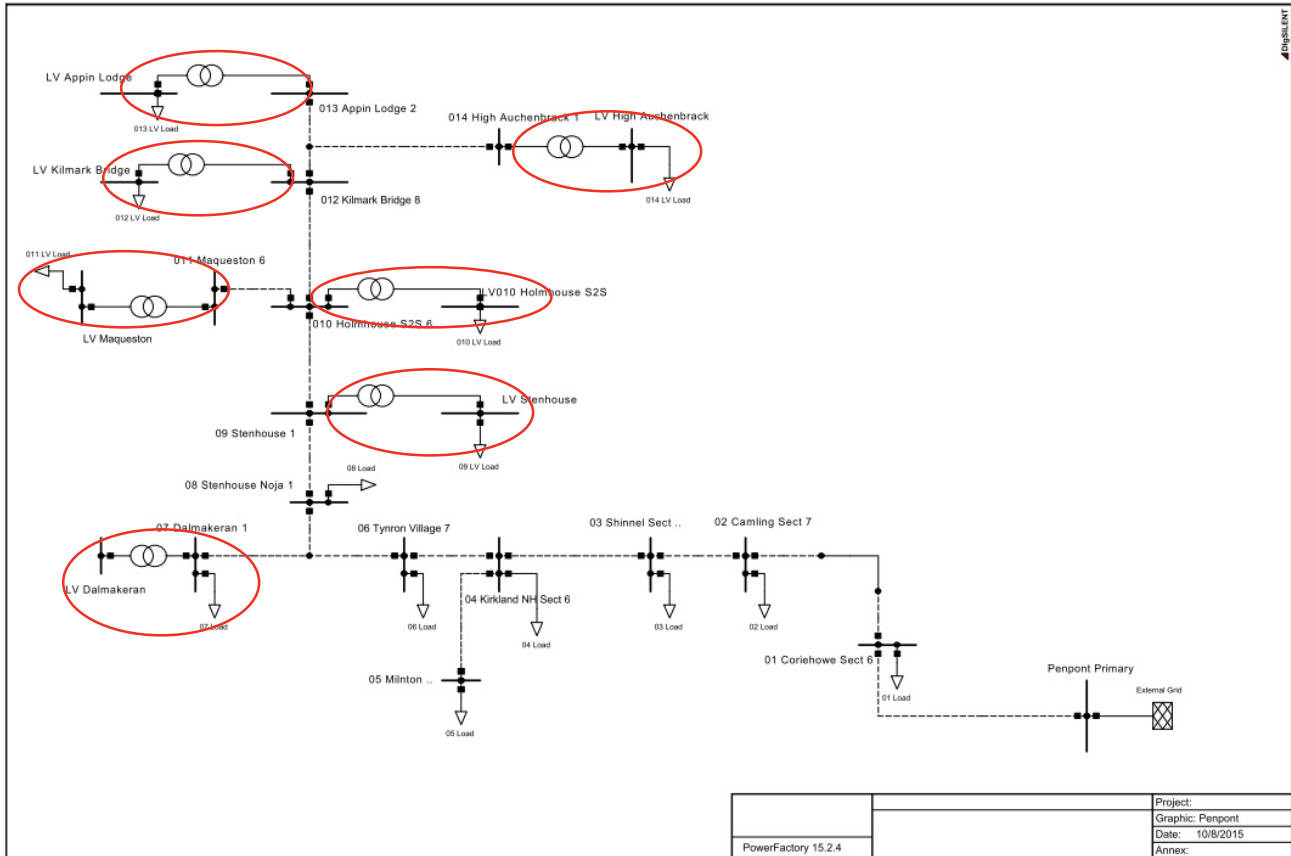 DIgSILENT
LV Appin Lodge
013 Appin Lodge 2
013 LV Load
014 High Auchenbrack 1
LV High Auchenbrack
LV Kilmark Bridge
012 Kilmark Bridge 8
012 LV Load
014 LV Load
011 LV Load
011 Maqueston 6
LV010 Holmhouse S2S
010 Holmhouse S2S 6
LV Maqueston
010 LV Load
LV Stenhouse
09 Stenhouse 1
09 LV Load
08 Load
08 Stenhouse Noja 1
07 Dalmakeran 1
06 Tynron Village 7
03 Shinnel Sect ..
02 Camling Sect 7
LV Dalmakeran
04 Kirkland NH Sect 6
07 Load
06 Load
04 Load
03 Load
02 Load
01 Coriehowe Sect 6
05 Milnton ..
Penpont Primary
01 Load
External Grid
05 Load
Project:
Graphic: Penpont
PowerFactory 15.2.4
Date: 10/8/2015
Annex: